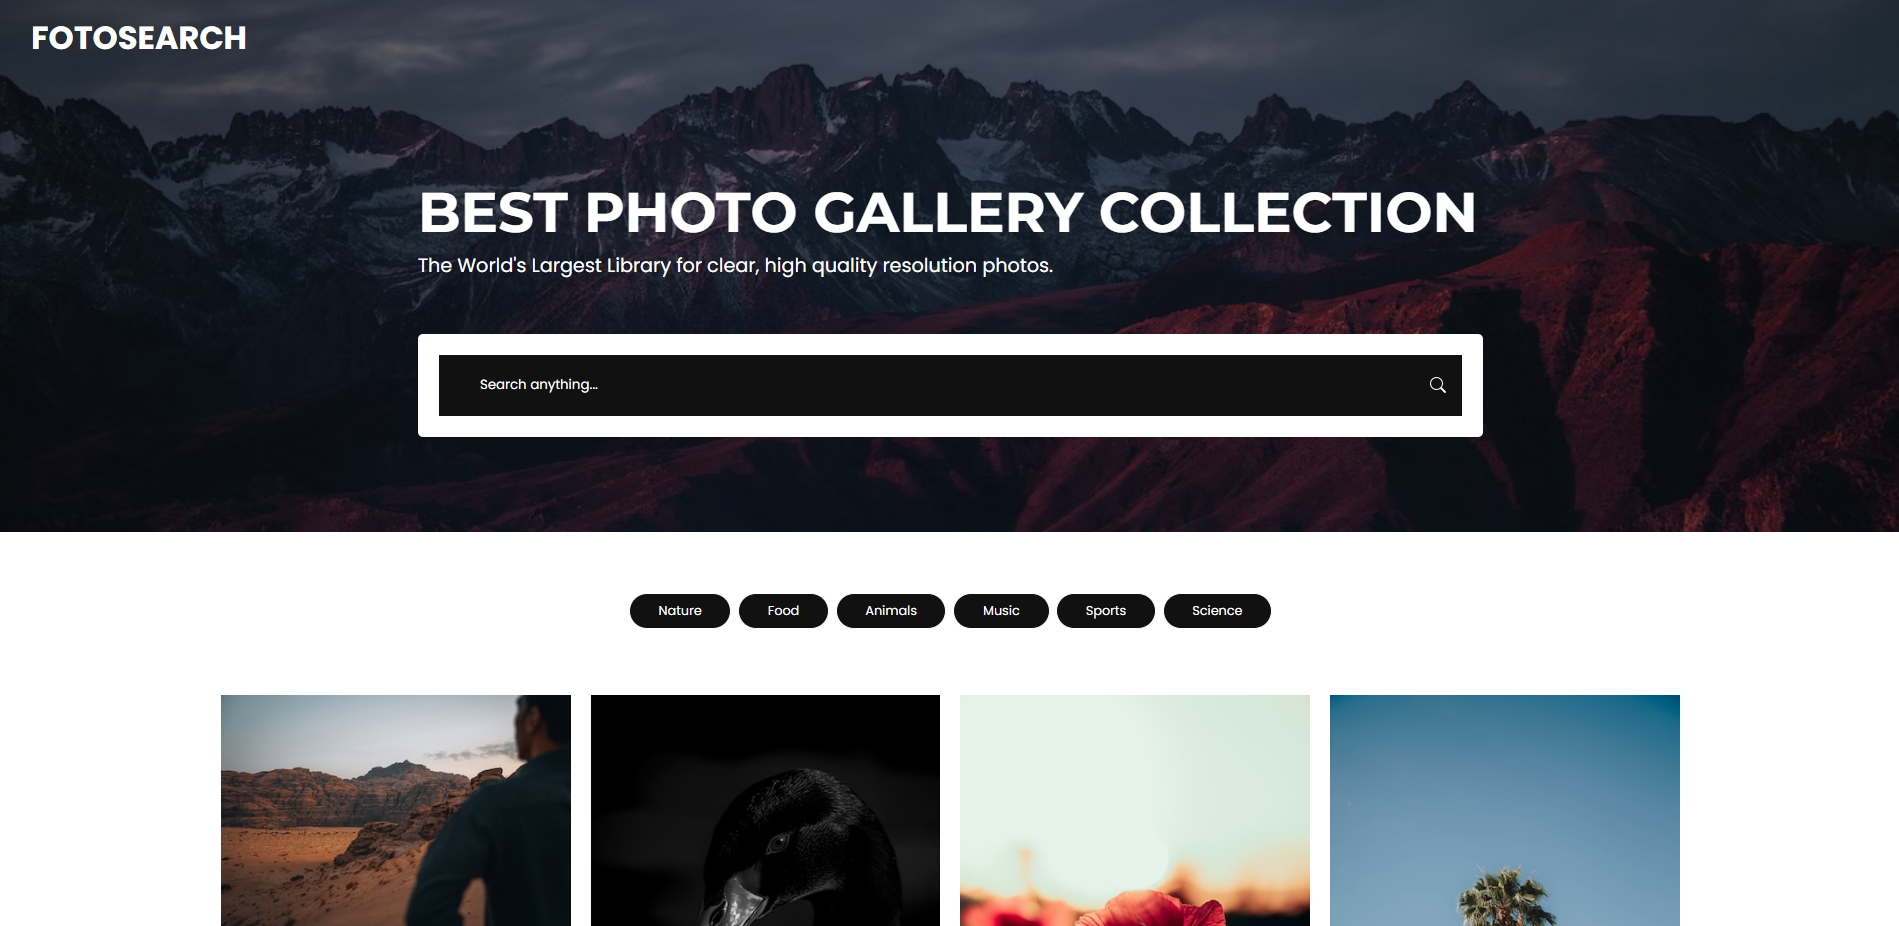 FOTOSEARCH
BEST PHOTO GALLERY COLLECTION
The World's Largest Library for clear, high quality resolution photos.
Search anything...
Nature Food Animals Music Sports Science